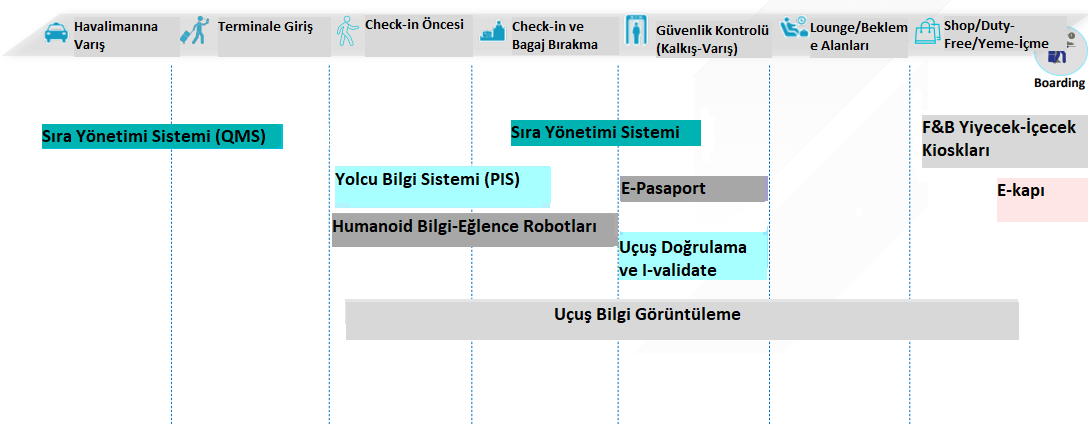 Havalimanına
Varış
Terminale Giriş
Check-in Öncesi
Check-in ve
Bagaj Bırakma
Güvenlik Kontrolü
(Kalkış-Varış)
Lounge/Beklem
e Alanları
Shop/Duty-
Free/Yeme-İçme
Boarding
Sıra Yönetimi Sistemi (QMS)
Sıra Yönetimi Sistemi
F&B Yiyecek-İçecek
Kioskları
Yolcu Bilgi Sistemi (PIS)
E-Pasaport
E-kapı
Humanoid Bilgi-Eğlence Robotları
Uçuş Doğrulama
ve I-validate
Uçuş Bilgi Görüntüleme